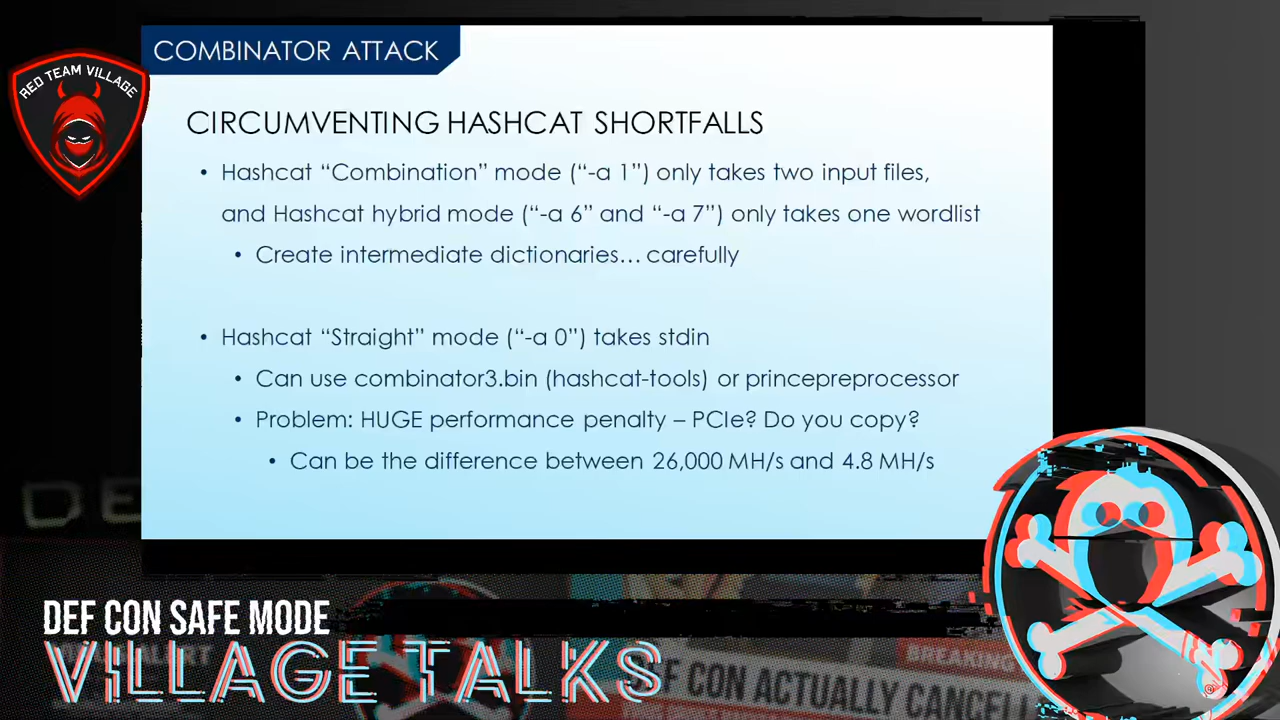 COMBINATOR ATTACK
RED TEAM VILLAGE
CIRCUMVENTING HASHCAT SHORTFALLS
• Hashcat “Combination” mode (“-a 1”) only takes two input files,
and Hashcat hybrid mode (“-a 6” and “-a 7”) only takes one wordlist
• Create intermediate dictionaries… carefully
• Hashcat “Straight” mode (“-a 0”) takes stdin
• Can use combinator3.bin (hashcat-tools) or princepreprocessor
• Problem: HUGE performance penalty – PCIe? Do you copy?
• Can be the difference between 26,000 MH/s and 4.8 MH/s
DEF CON SAFE MODE
VILLAGE TALKS
BREAKING
DEF CON ACTUALLY CANCELL